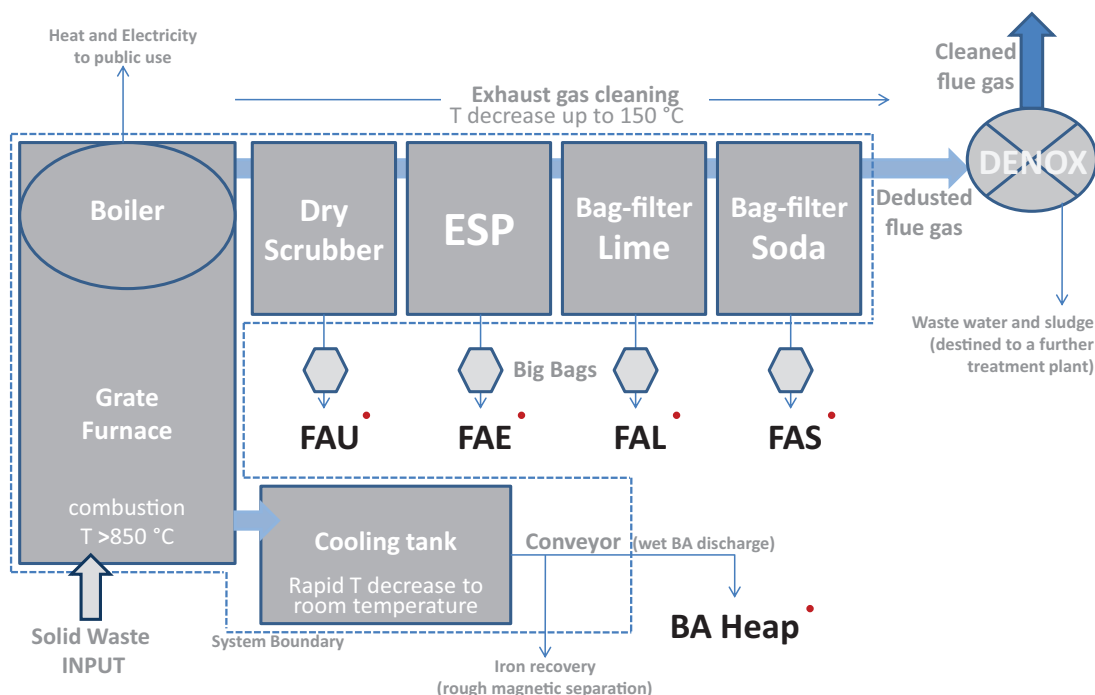 Heat and Electricity
to public use
Exhaust gas cleaning
T decrease up to 150 °C
Cleaned
flue gas
Boiler
Dry
Scrubber
ESP
Bag-filter
Lime
Bag-filter
Soda
DENOX
Dedusted
flue gas
Waste water and sludge
(destined to a further
treatment plant)
Big Bags
Grate
Furnace
FAU
FAE
FAL
FAS
combustion
T >850 °C
Cooling tank
Rapid T decrease to
room temperature
Conveyor (wet BA discharge)
BA Heap
Solid Waste
INPUT
System Boundary
Iron recovery
(rough magnetic separation)